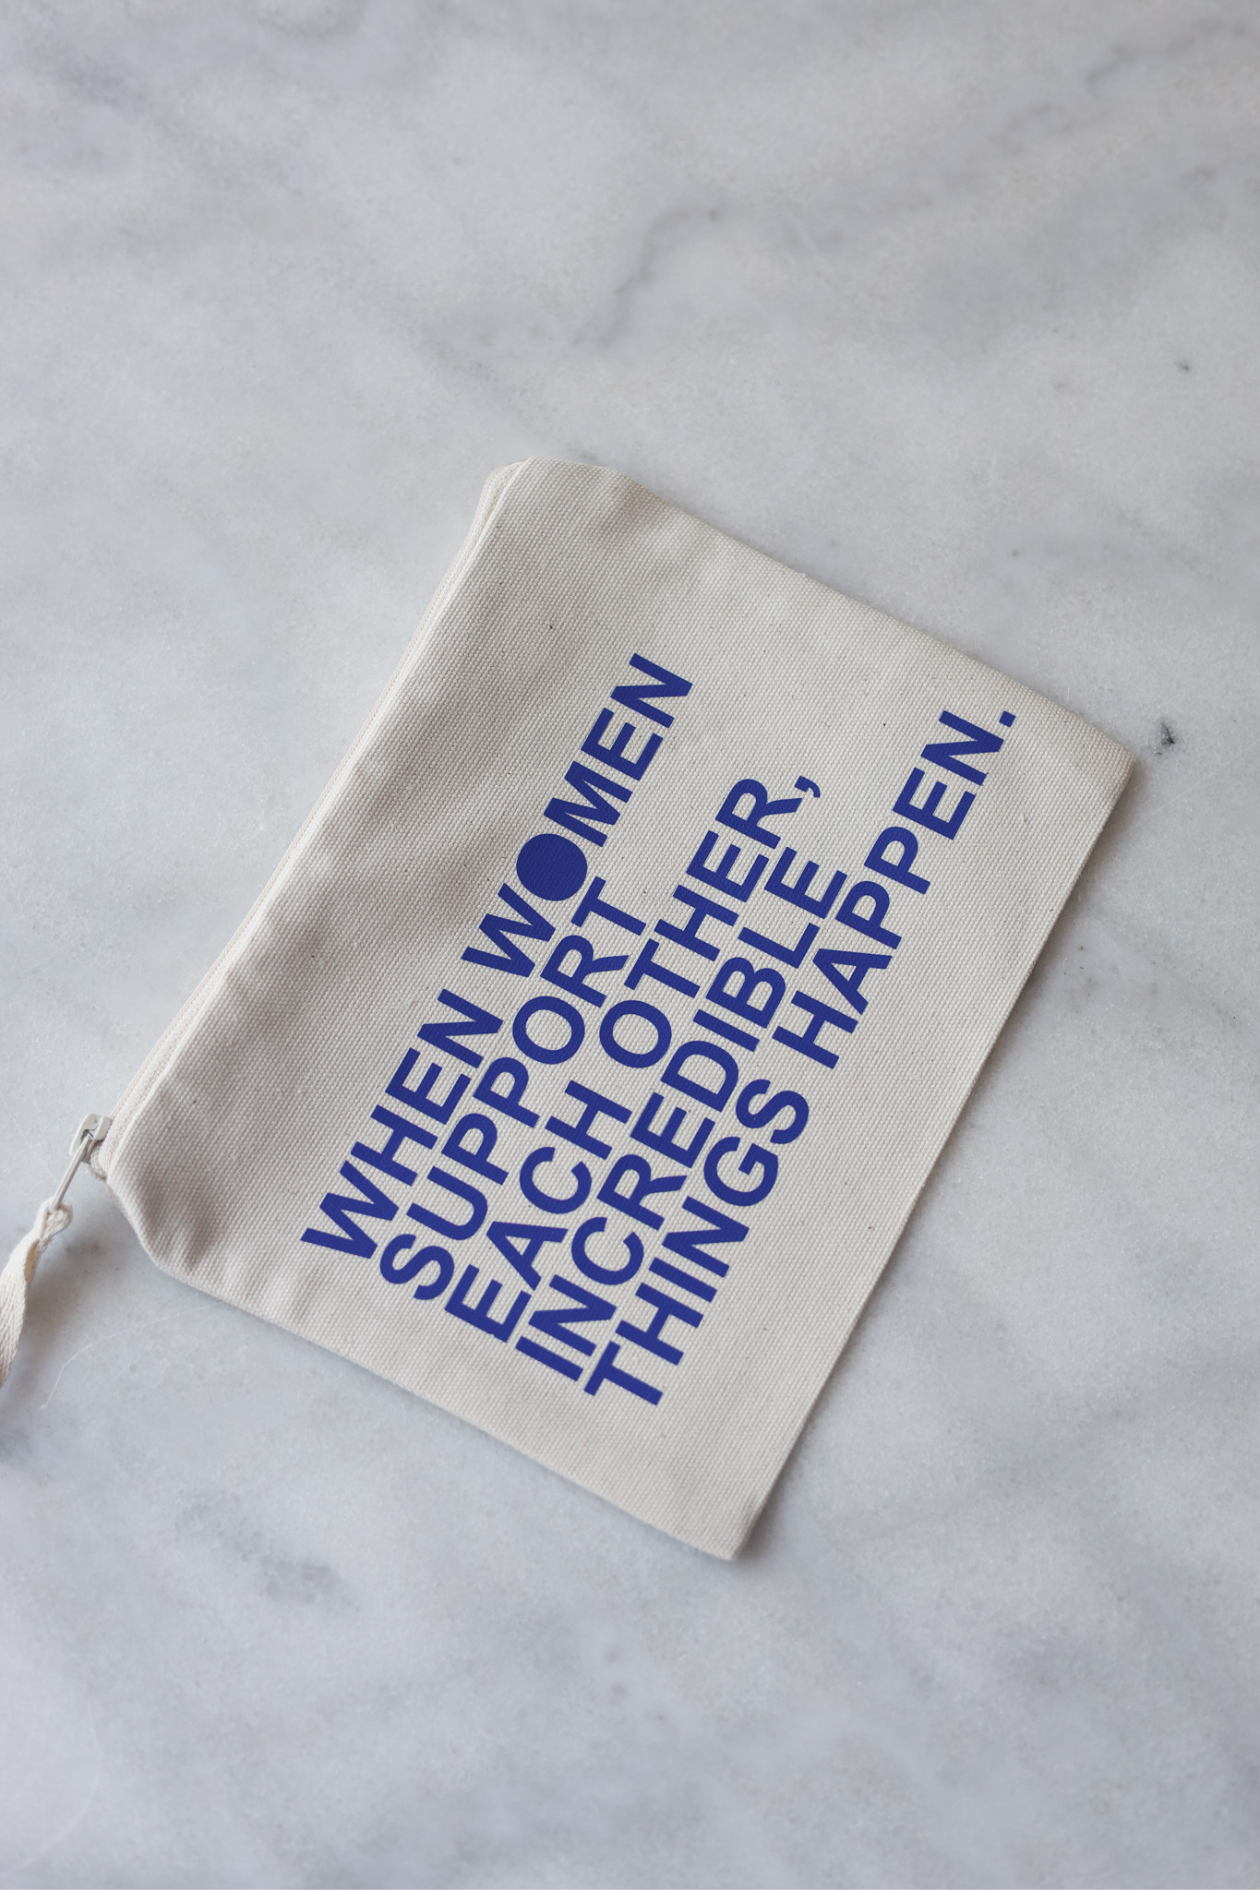 WHEN WOMEN
SUPPORT
EACH OTHER,
INCREDIBLE
THINGS HAPPEN.